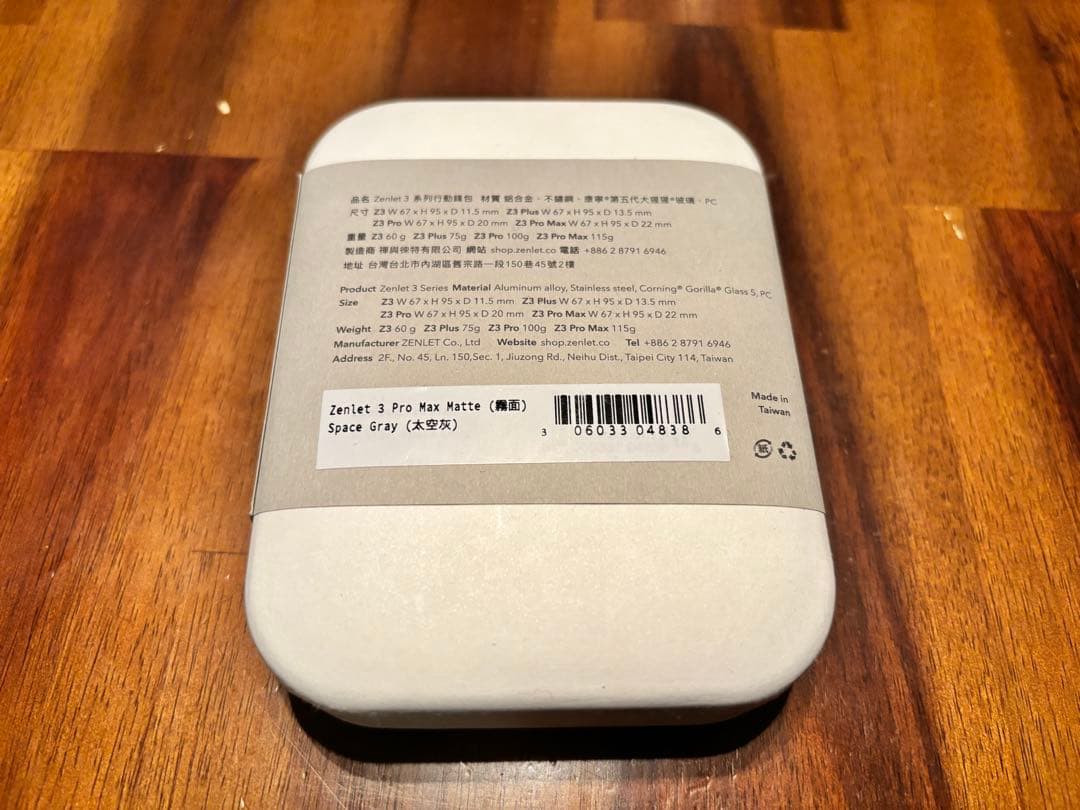 品名 Zenlet 3 系列行動錢包 材質 鋁合金、不鏽鋼、康寧®第五代大猩猩®玻璃、PC
尺寸 Z3 W 67 x H 95 x D 11.5 mm Z3 Plus W 67 x H 95 x D 13.5 mm
Z3 Pro W 67 x H 95 x D 20 mm Z3 Pro Max W 67 x H 95 x D 22 mm
重量 Z3 60 g Z3 Plus 75g Z3 Pro 100g Z3 Pro Max 115g
製造商 禪與徠特有限公司 網站 shop.zenlet.co 電話 +886 2 8791 6946
地址 台灣台北市內湖區舊宗路一段150巷45號2樓
Product Zenlet 3 Series Material Aluminum alloy, Stainless steel, Corning® Gorilla® Glass 5, PC
Size Z3 W 67 x H 95 x D 11.5 mm Z3 Plus W 67 x H 95 x D 13.5 mm
Z3 Pro W 67 x H 95 x D 20 mm Z3 Pro Max W 67 x H 95 x D 22 mm
Weight Z3 60 g Z3 Plus 75g Z3 Pro 100g Z3 Pro Max 115g
Manufacturer ZENLET Co., Ltd Website shop.zenlet.co Tel +886 2 8791 6946
Address 2F., No. 45, Ln. 150,Sec. 1, Jiuzong Rd., Neihu Dist., Taipei City 114, Taiwan
Zenlet 3 Pro Max Matte (霧面)
Space Gray (太空灰)
3 06033 04838 6
Made in
Taiwan
紙